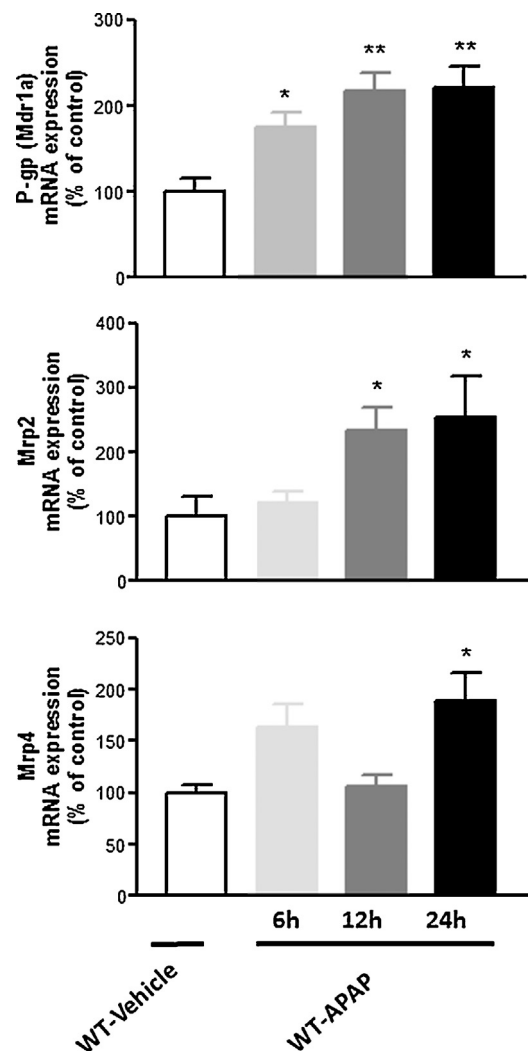 P-gp (Mdr1a)
mRNA expression
(% of control)
300
200
100
0
*
**
**
Mrp2
mRNA expression
(% of control)
400
300
200
100
0
*
*
Mrp4
mRNA expression
(% of control)
250
200
150
100
50
0
*
6h 12h 24h
WT-Vehicle
WT-APAP